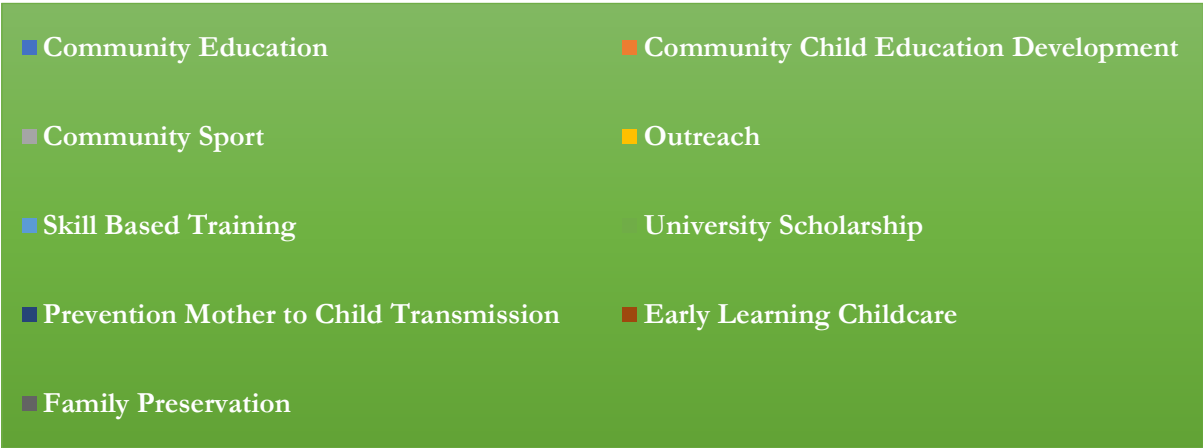 Community Education
Community Child Education Development
Community Sport
Outreach
Skill Based Training
University Scholarship
Prevention Mother to Child Transmission
Early Learning Childcare
Family Preservation